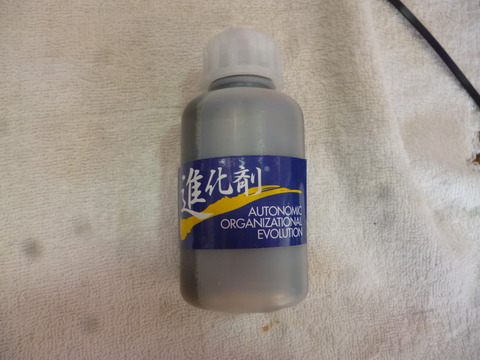 進化剤
AUTONOMIC
ORGANIZATIONAL
EVOLUTION